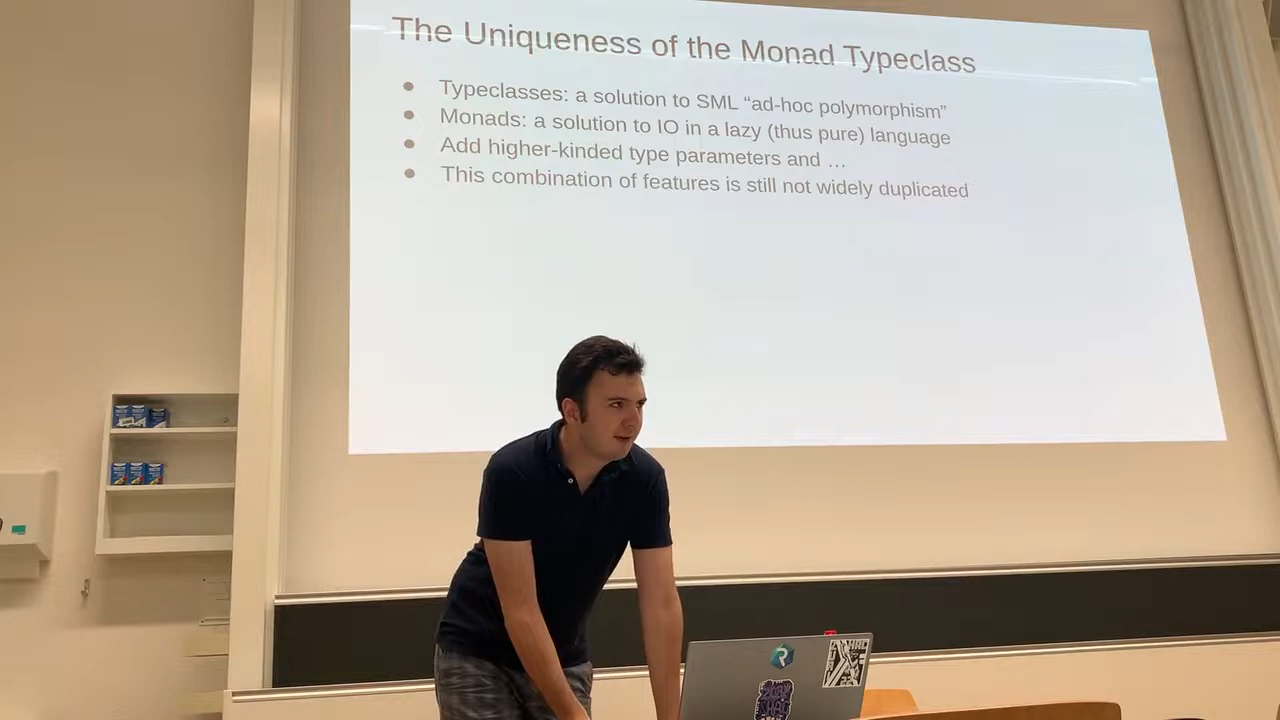 The Uniqueness of the Monad Typeclass
● Typeclasses: a solution to SML “ad-hoc polymorphism”
● Monads: a solution to IO in a lazy (thus pure) language
● Add higher-kinded type parameters and …
● This combination of features is still not widely duplicated